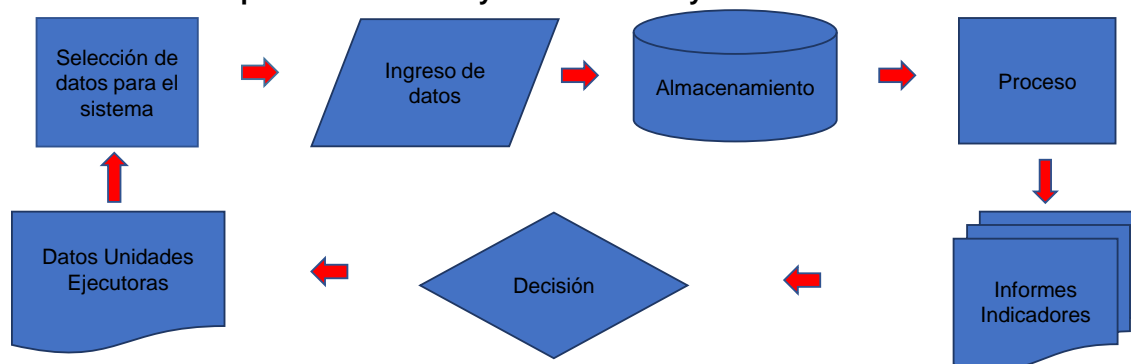 Selección de
datos para el
sistema
Ingreso de
datos
Almacenamiento
Proceso
Datos Unidades
Ejecutoras
Decisión
Informes
Indicadores